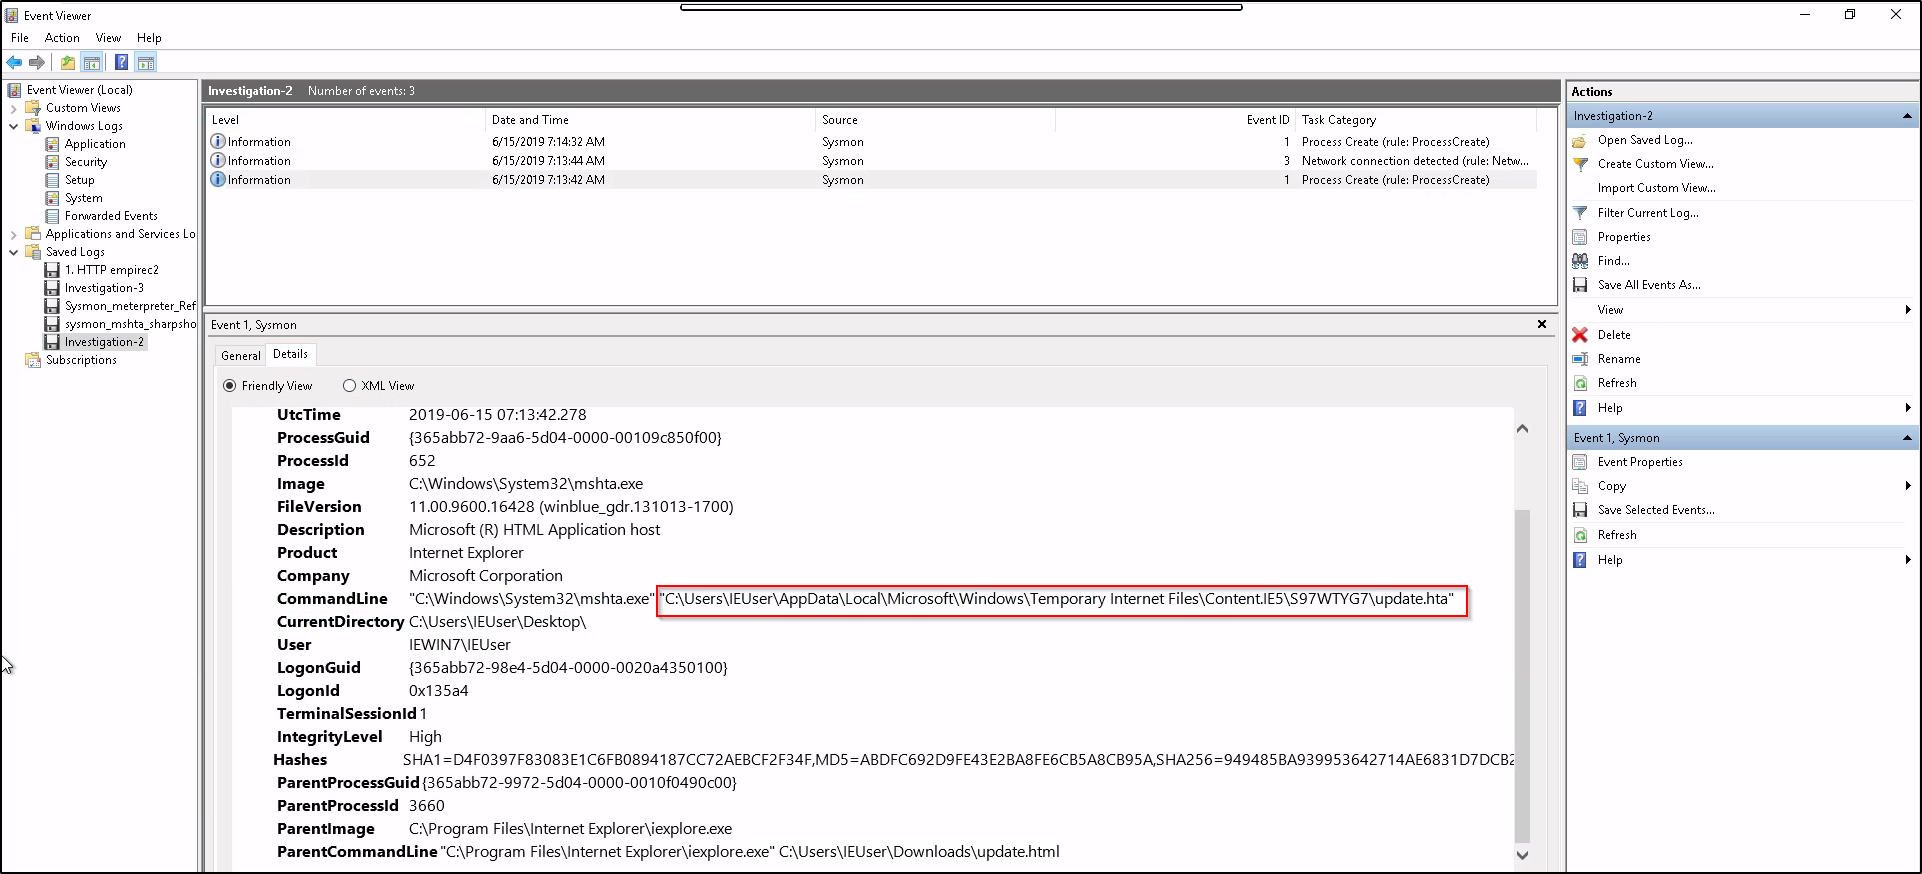 Event Viewer
File Action View Help
Event Viewer (Local)
Custom Views
Windows Logs
Application
Security
Setup
System
Forwarded Events
Applications and Services Lo
Saved Logs
1. HTTP empirec2
Investigation-3
Sysmon_meterpreter_Ref
sysmon_mshta_sharpsho
Investigation-2
Subscriptions
Investigation-2 Number of events: 3
Level Date and Time Source Event ID Task Category
Information 6/15/2019 7:14:32 AM Sysmon 1 Process Create (rule: ProcessCreate)
Information 6/15/2019 7:13:44 AM Sysmon 3 Network connection detected (rule: Netw...
Information 6/15/2019 7:13:42 AM Sysmon 1 Process Create (rule: ProcessCreate)
Event 1, Sysmon
General Details
Friendly View XML View
UtcTime 2019-06-15 07:13:42.278
ProcessGuid {365abb72-9aa6-5d04-0000-00109c850f00}
ProcessId 652
Image C:\Windows\System32\mshta.exe
FileVersion 11.00.9600.16428 (winblue_gdr.131013-1700)
Description Microsoft (R) HTML Application host
Product Internet Explorer
Company Microsoft Corporation
CommandLine "C:\Windows\System32\mshta.exe" "C:\Users\IEUser\AppData\Local\Microsoft\Windows\Temporary Internet Files\Content.IE5\S97WTYG7\update.hta"
CurrentDirectory C:\Users\IEUser\Desktop\
User IEWIN7\IEUser
LogonGuid {365abb72-98e4-5d04-0000-0020a4350100}
LogonId 0x135a4
TerminalSessionId 1
IntegrityLevel High
Hashes SHA1=D4F0397F83083E1C6FB0894187CC72AEBCF2F34F,MD5=ABDFC692D9FE43E2BA8FE6CB5A8CB95A,SHA256=949485BA939953642714AE6831D7DCB2
ParentProcessGuid {365abb72-9972-5d04-0000-0010f0490c00}
ParentProcessId 3660
ParentImage C:\Program Files\Internet Explorer\iexplore.exe
ParentCommandLine "C:\Program Files\Internet Explorer\iexplore.exe" C:\Users\IEUser\Downloads\update.html
Actions
Investigation-2
Open Saved Log...
Create Custom View...
Import Custom View...
Filter Current Log...
Properties
Find...
Save All Events As...
View
Delete
Rename
Refresh
Help
Event 1, Sysmon
Event Properties
Copy
Save Selected Events...
Refresh
Help